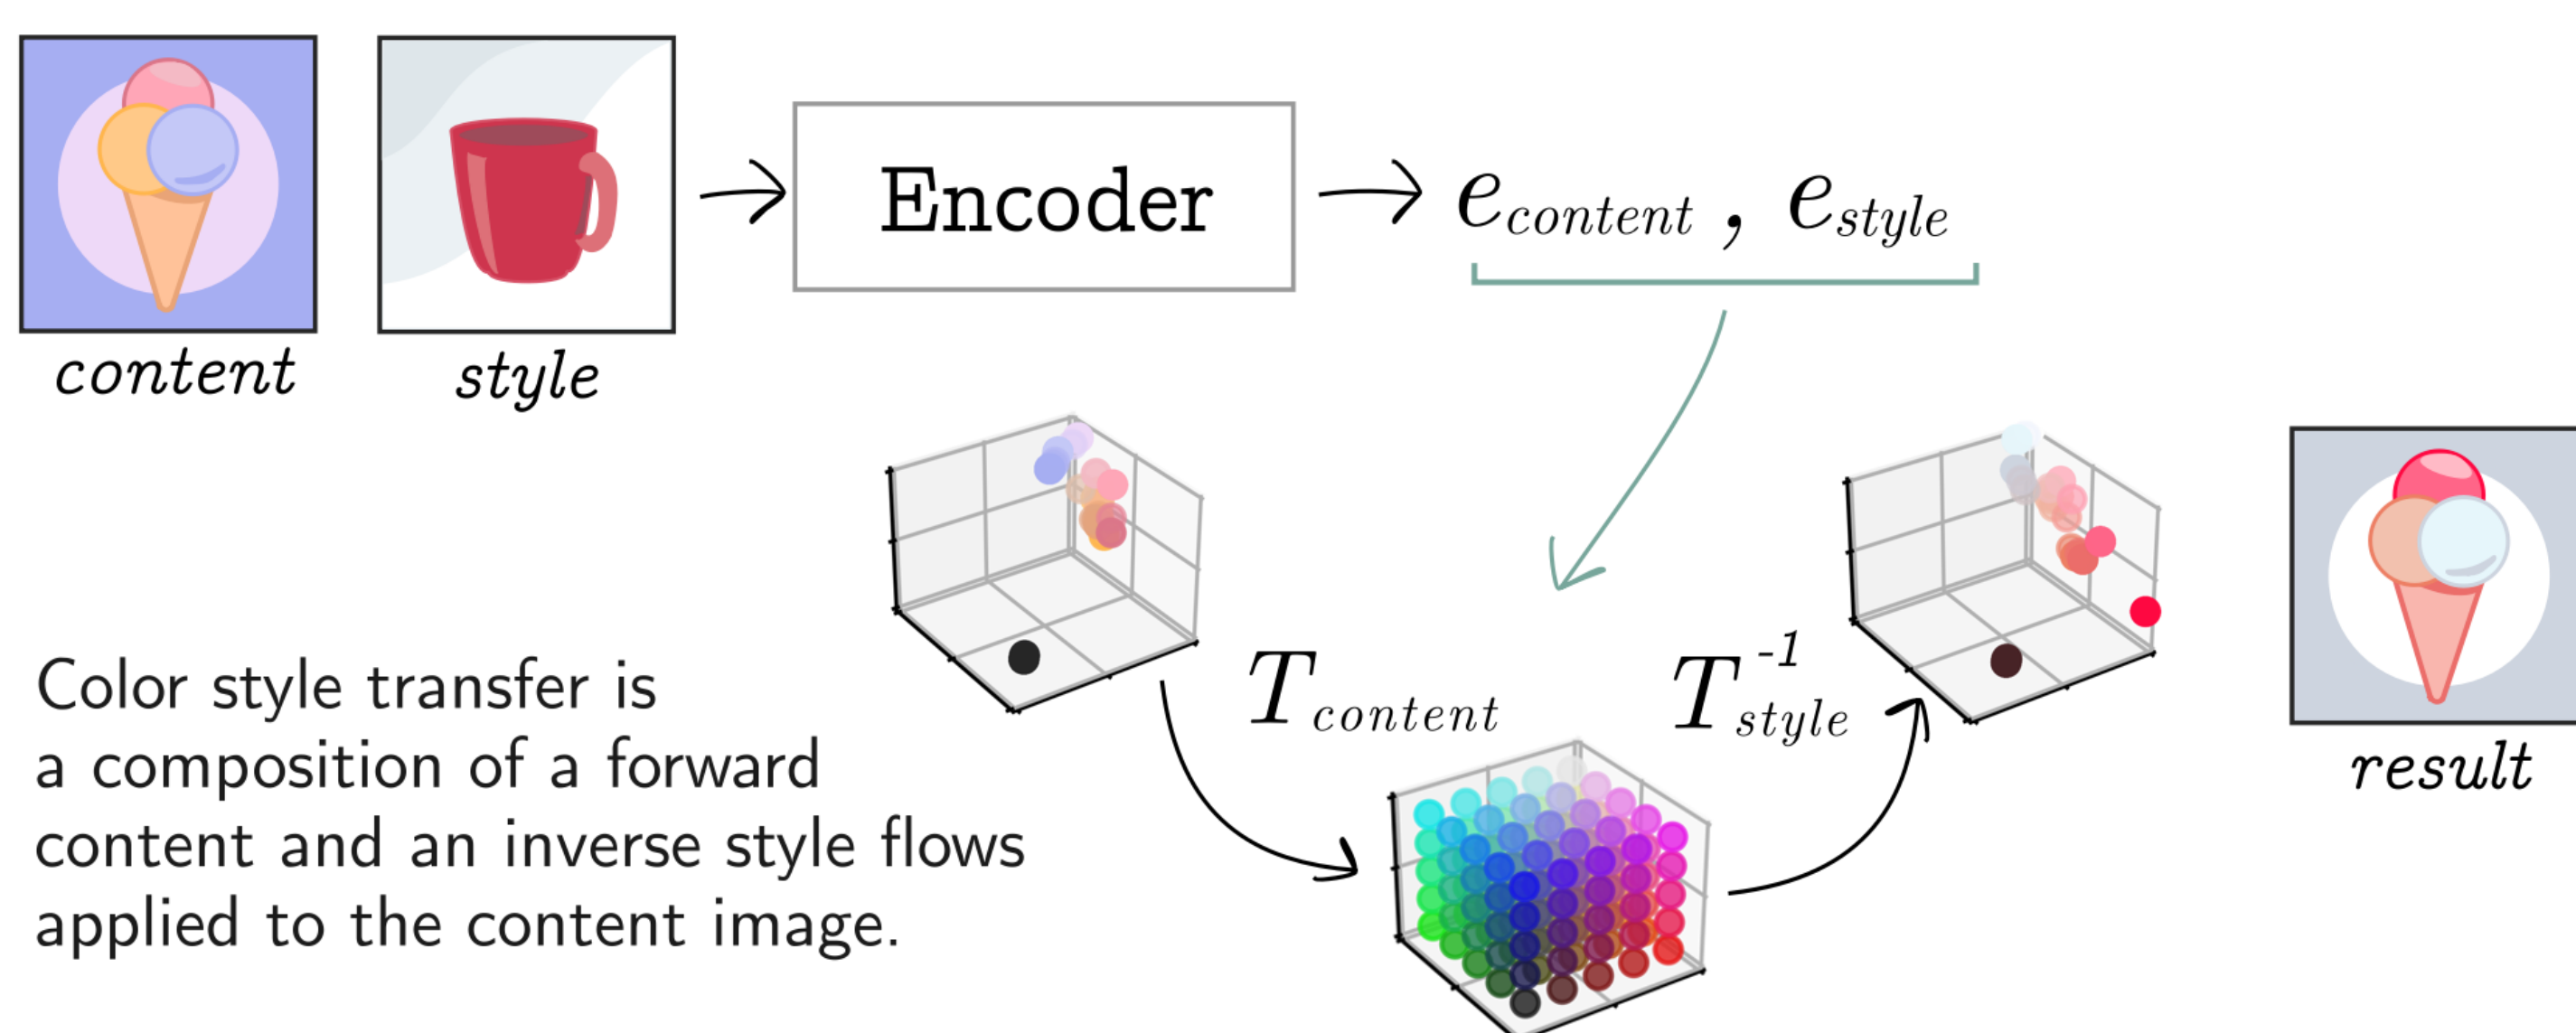 content
style
Encoder
e_content , e_style
T_content
T_style^-1
result
Color style transfer is
a composition of a forward
content and an inverse style flows
applied to the content image.